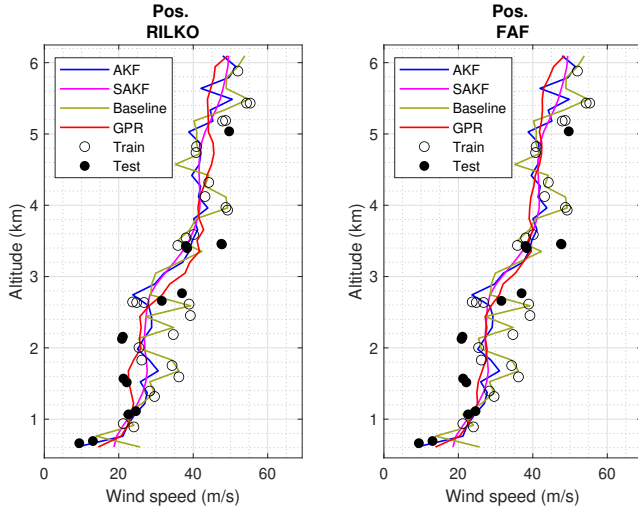 Pos.
RILKO
Altitude (km)
6
5
4
3
2
1
AKF
SAKF
Baseline
GPR
Train
Test
0 20 40 60
Wind speed (m/s)
Pos.
FAF
Altitude (km)
6
5
4
3
2
1
AKF
SAKF
Baseline
GPR
Train
Test
0 20 40 60
Wind speed (m/s)